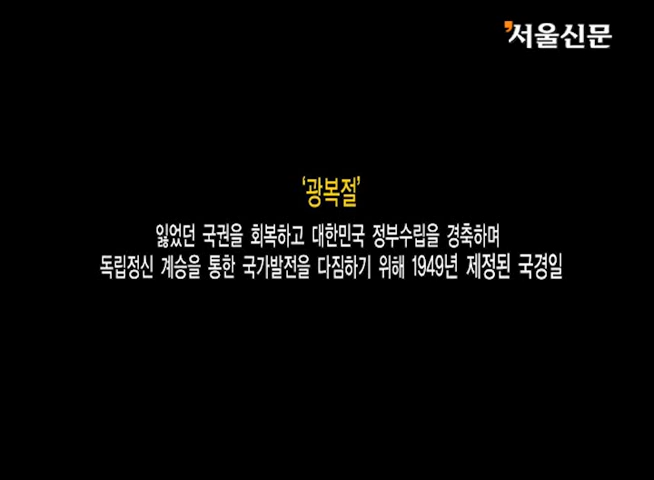 서울신문
‘광복절’
잃었던 국권을 회복하고 대한민국 정부수립을 경축하며
독립정신 계승을 통한 국가발전을 다짐하기 위해 1949년 제정된 국경일